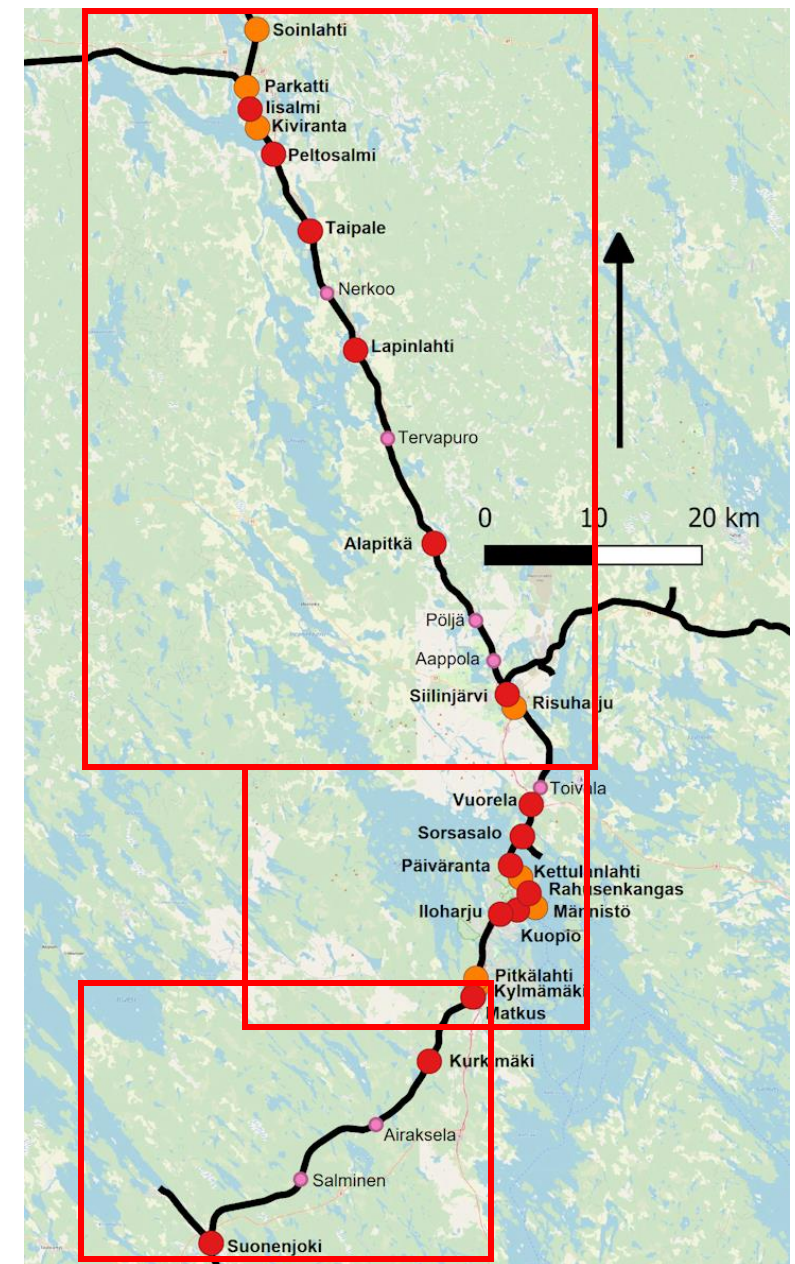 Soinlahti
Parkatti
Iisalmi
Kiviranta
Peltosalmi
Taipale
Nerkoo
Lapinlahti
Tervapuro
0 10 20 km
Alapitkä
Pöljä
Aappola
Siilinjärvi
Risuharju
Toivala
Vuorela
Sorsasalo
Päiväranta
Kettulanlahti
Rahusenkangas
Iloharju
Männistö
Kuopio
Pitkälahti
Kylmämäki
Matkus
Kurkimäki
Airaksela
Salminen
Suonenjoki